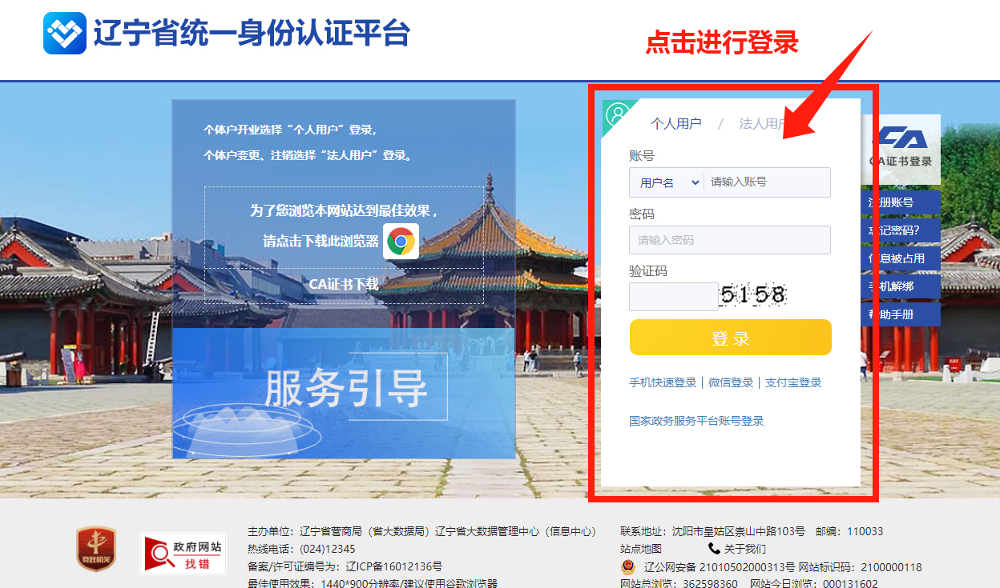 辽宁省统一身份认证平台
点击进行登录
个体户开业选择“个人用户”登录，
个体户变更、注销选择“法人用户”登录。
为了您浏览本网站达到最佳效果，
请点击下载此浏览器
CA证书下载
服务引导
个人用户 / 法人用户
账号
用户名 请输入账号
密码
请输入密码
验证码
5158
登 录
手机快速登录 | 微信登录 | 支付宝登录
国家政务服务平台账号登录
CA
CA证书登录
注册账号
忘记密码?
信息被占用
手机解绑
帮助手册
党政机关
政府网站
找错
主办单位：辽宁省营商局（省大数据局）辽宁省大数据管理中心（信息中心）
热线电话：(024)12345
备案/许可证编号为：辽ICP备16012136号
最佳使用效果：1440*900分辨率/建议使用谷歌浏览器
联系地址：沈阳市皇姑区崇山中路103号 邮编：110033
站点地图 关于我们
辽公网安备 21010502000313号 网站标识码：2100000118
网站总浏览：362598360 网站今日浏览：000131602